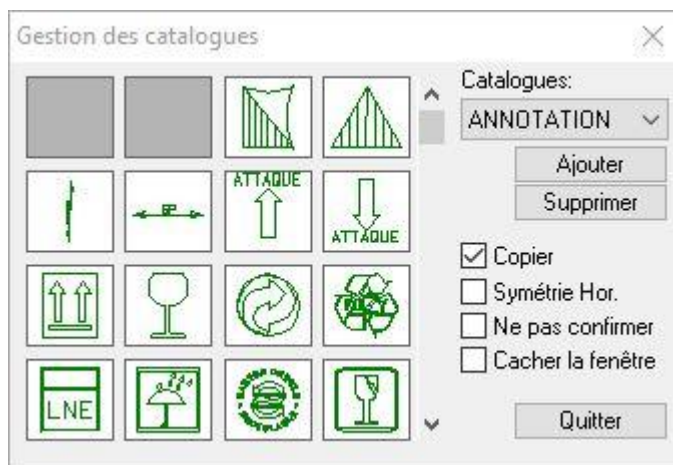 Gestion des catalogues
Catalogues:
ANNOTATION
Ajouter
Supprimer
ATTAQUE
ATTAQUE
Copier
Symétrie Hor.
Ne pas confirmer
Cacher la fenêtre
LNE
Quitter